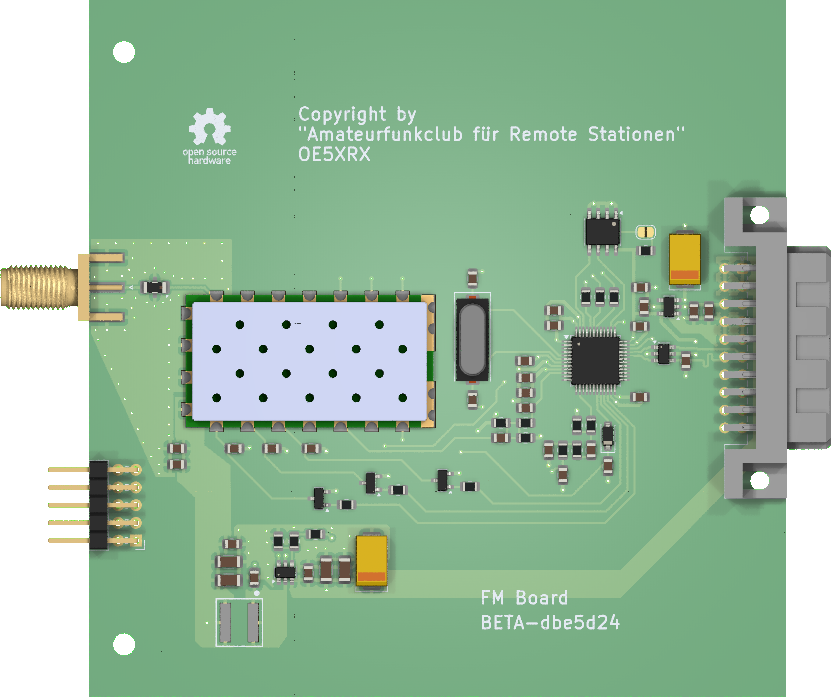 Copyright by
"Amateurfunkclub für Remote Stationen"
OE5XRX
open source
hardware
FM Board
BETA-dbe5d24